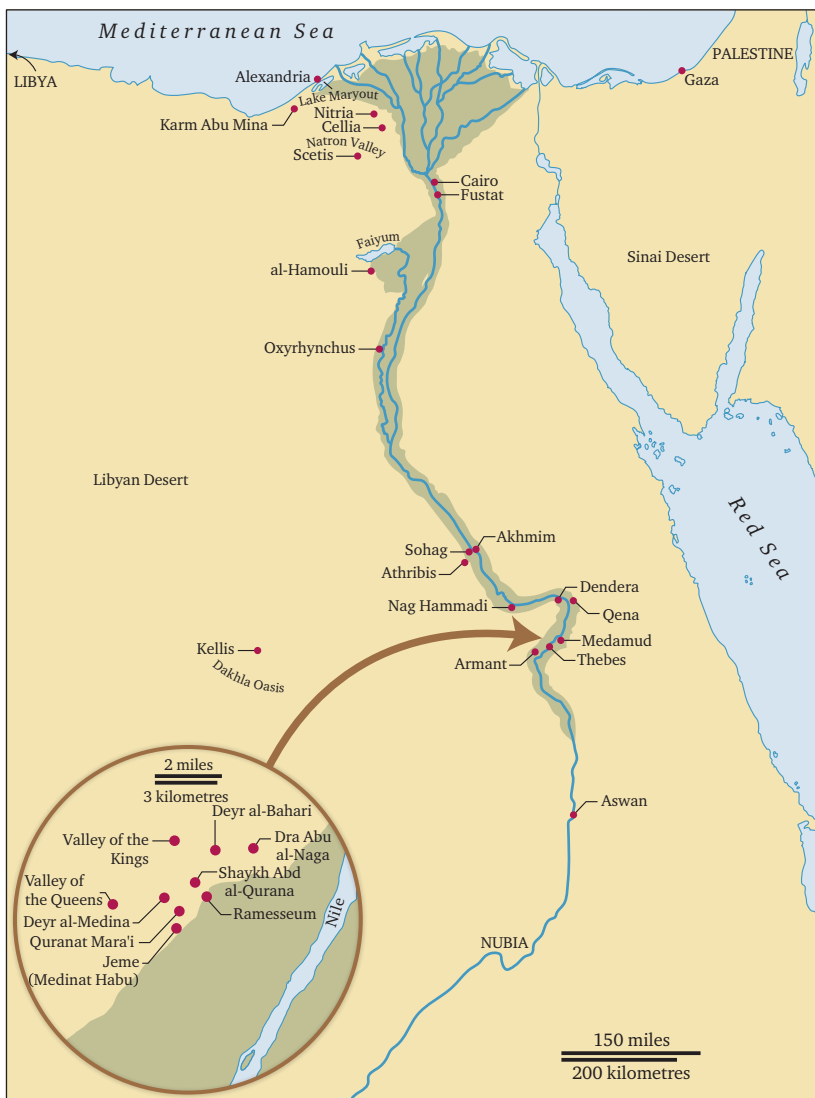 Mediterranean Sea
PALESTINE
LIBYA
Alexandria
Gaza
Lake Maryout
Karm Abu Mina
Nitria
Cellia
Natron Valley
Scetis
Cairo
Fustat
Faiyum
Sinai Desert
al-Hamouli
Oxyrhynchus
Libyan Desert
Red Sea
Akhmim
Sohag
Athribis
Dendera
Nag Hammadi
Qena
Medamud
Kellis
Thebes
Armant
Dakhla Oasis
2 miles
3 kilometres
Aswan
Deyr al-Bahari
Valley of the
Kings
Dra Abu
al-Naga
Shaykh Abd
al-Qurana
Valley of
the Queens
Ramesseum
Deyr al-Medina
Nile
Quranat Mara'i
Jeme
(Medinat Habu)
NUBIA
150 miles
200 kilometres